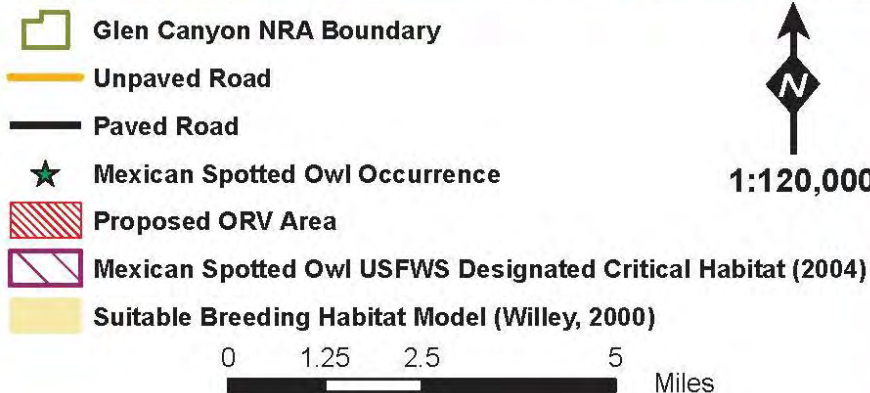 Glen Canyon NRA Boundary
Unpaved Road
Paved Road
Mexican Spotted Owl Occurrence
Proposed ORV Area
Mexican Spotted Owl USFWS Designated Critical Habitat (2004)
Suitable Breeding Habitat Model (Willey, 2000)
N
1:120,000
0 1.25 2.5 5
Miles